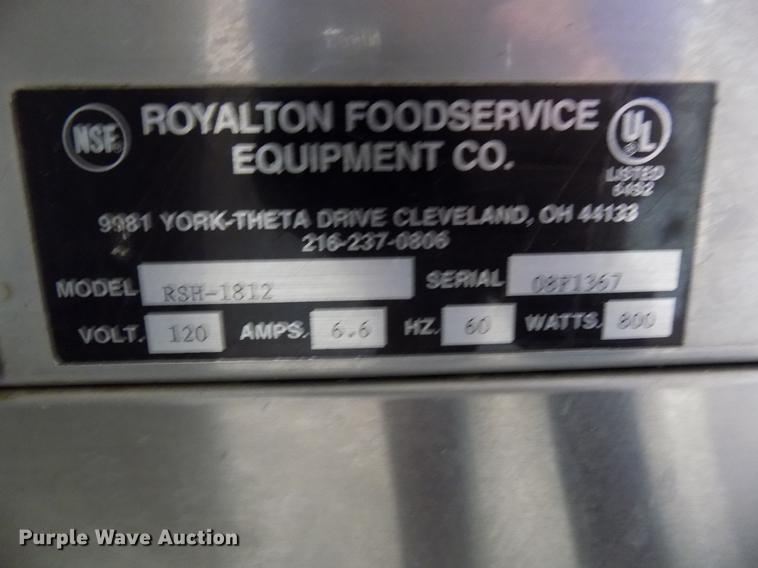 NSF
ROYALTON FOODSERVICE
EQUIPMENT CO.
UL
LISTED
9981 YORK-THETA DRIVE CLEVELAND, OH 44133
216-237-0806
MODEL RSH-1812 SERIAL 08F1367
VOLT. 120 AMPS. 6.6 HZ. 60 WATTS. 800
Purple Wave Auction